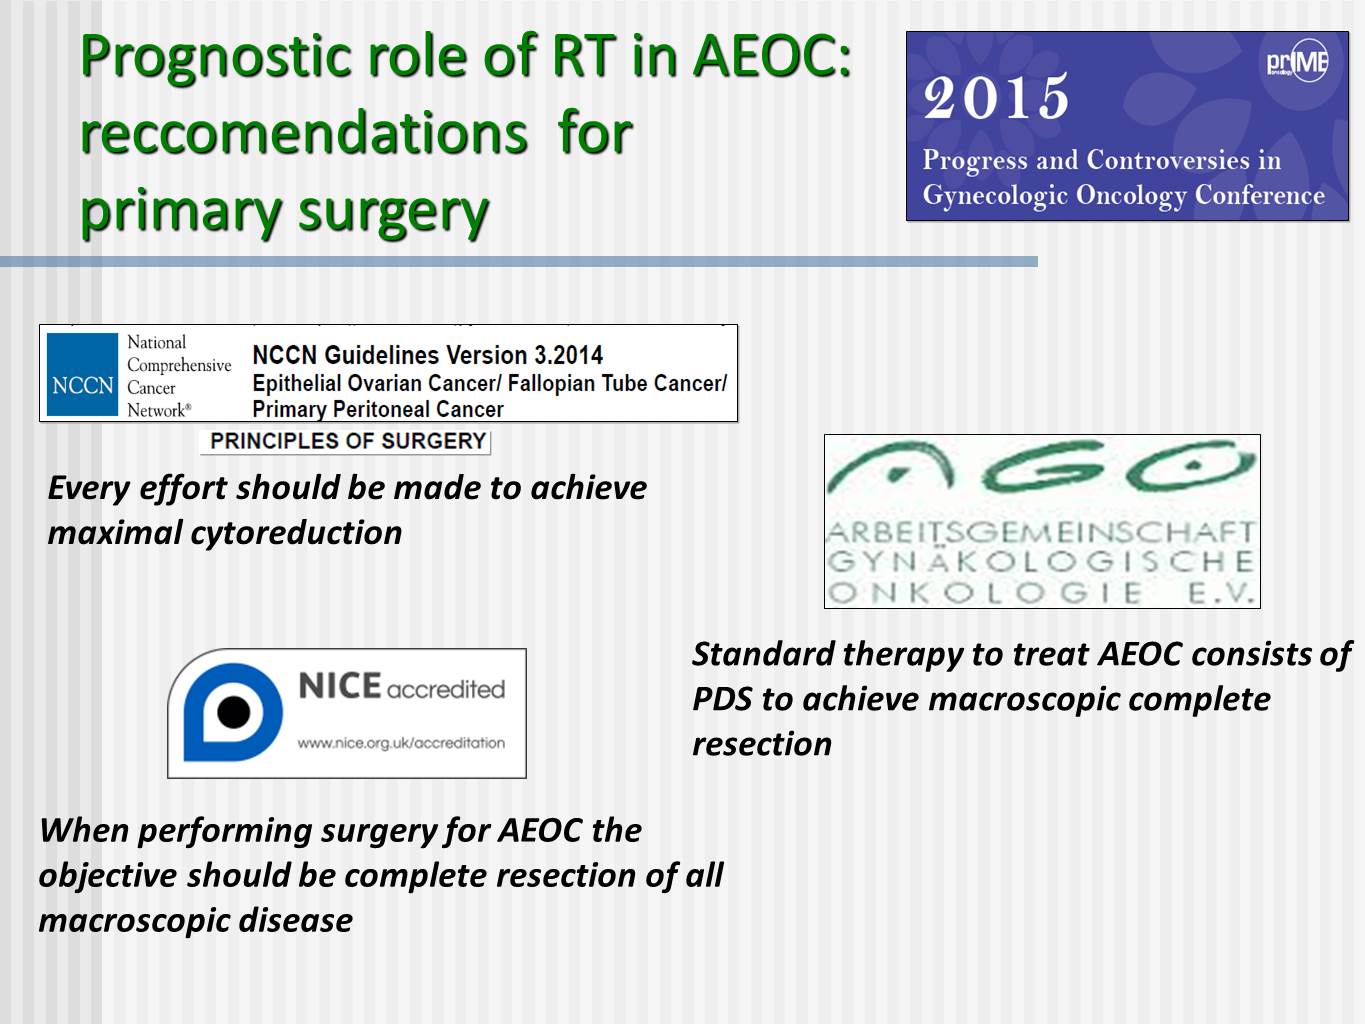 Prognostic role of RT in AEOC:
reccomendations for
primary surgery
prIME
oncology
2015
Progress and Controversies in
Gynecologic Oncology Conference
NCCN
National
Comprehensive
Cancer
Network®
NCCN Guidelines Version 3.2014
Epithelial Ovarian Cancer/ Fallopian Tube Cancer/
Primary Peritoneal Cancer
PRINCIPLES OF SURGERY
Every effort should be made to achieve
maximal cytoreduction
AGO
ARBEITSGEMEINSCHAFT
GYNÄKOLOGISCHE
ONKOLOGIE E.V.
Standard therapy to treat AEOC consists of
PDS to achieve macroscopic complete
resection
NICE accredited
www.nice.org.uk/accreditation
When performing surgery for AEOC the
objective should be complete resection of all
macroscopic disease